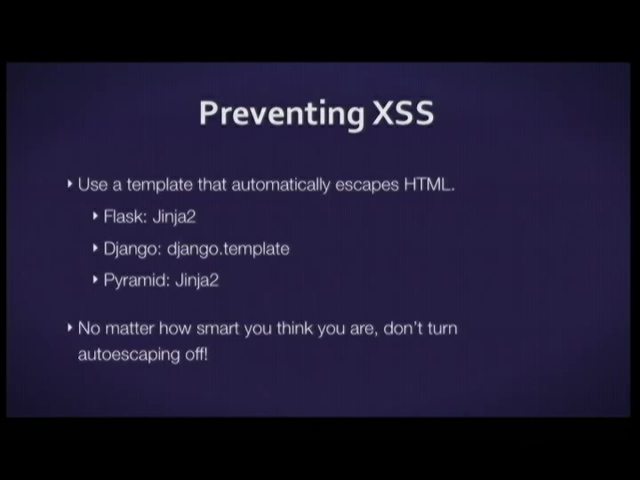 Preventing XSS
Use a template that automatically escapes HTML.
Flask: Jinja2
Django: django.template
Pyramid: Jinja2
No matter how smart you think you are, don't turn
autoescaping off!